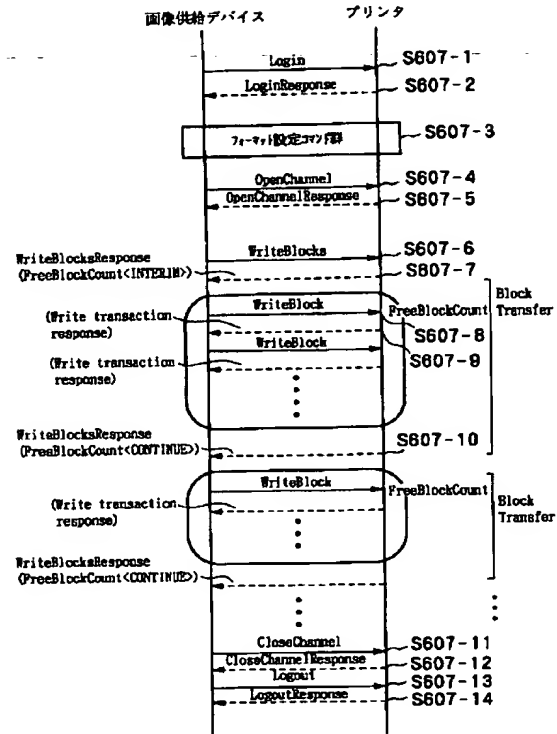 画像供給デバイス プリンタ
Login S607-1
LoginResponse S607-2
フォーマット設定コマンド群 S607-3
OpenChannel S607-4
OpenChannelResponse S607-5
WriteBlocks S607-6
WriteBlocksResponse S607-7
(FreeBlockCount<INTERIM>)
WriteBlock FreeBlockCount Block
Transfer
(Write transaction S607-8
response)
WriteBlock S607-9
(Write transaction
response)
WriteBlocksResponse S607-10
(FreeBlockCount<CONTINUE>)
WriteBlock FreeBlockCount Block
Transfer
(Write transaction
response)
WriteBlocksResponse
(FreeBlockCount<CONTINUE>)
CloseChannel S607-11
CloseChannelResponse S607-12
Logout S607-13
LogoutResponse S607-14